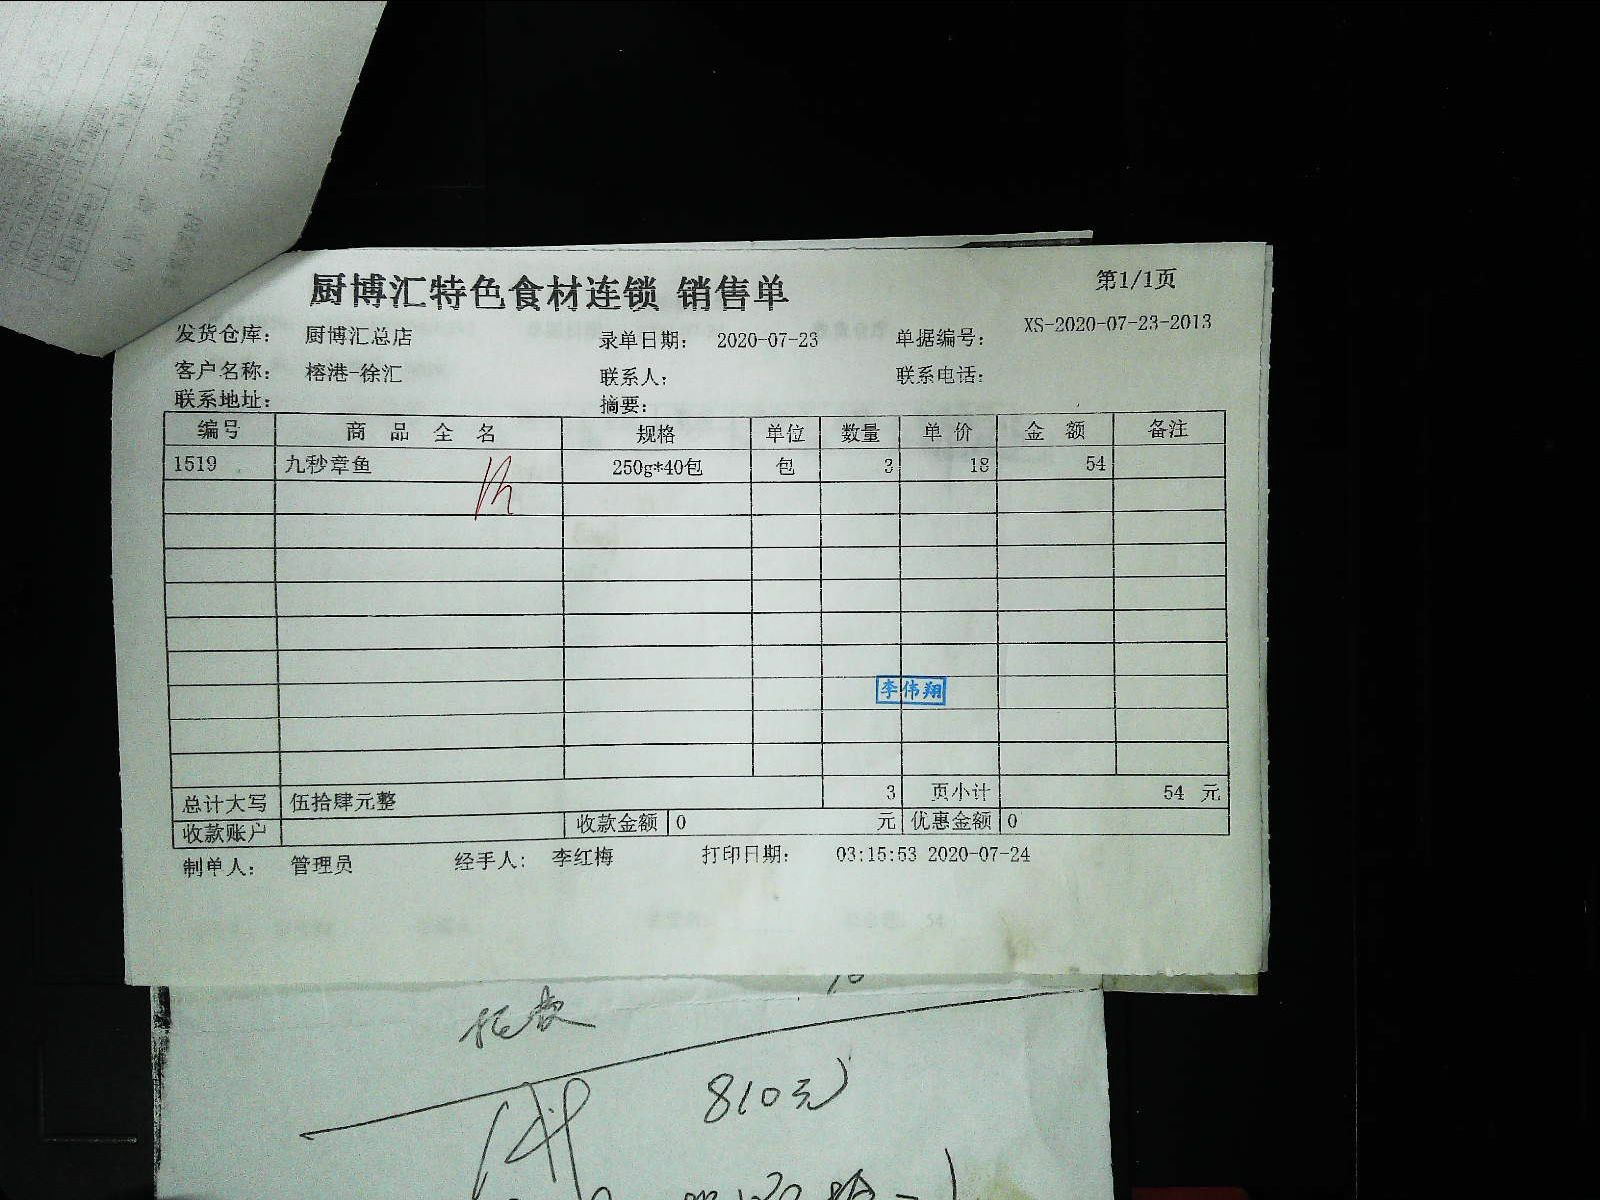 厨博汇特色食材连锁 销售单
第1/1页
发货仓库： 厨博汇总店 录单日期： 2020-07-23 单据编号： XS-2020-07-23-2013
客户名称： 榕港-徐汇 联系人： 联系电话：
联系地址： 摘要：
编号 商品全名 规格 单位 数量 单价 金额 备注
1519 九秒章鱼 250g*40包 包 3 18 54
李伟翔
总计大写 伍拾肆元整 3 页小计 54 元
收款账户 收款金额 0 元 优惠金额 0
制单人： 管理员 经手人： 李红梅 打印日期： 03:15:53 2020-07-24
810元